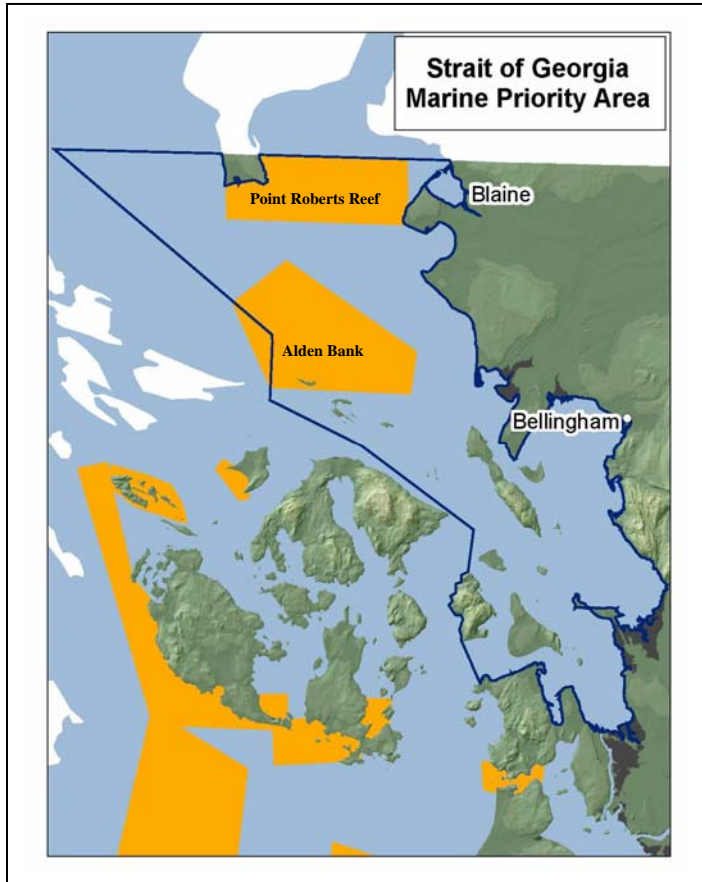 Strait of Georgia
Marine Priority Area
Point Roberts Reef
Blaine
Alden Bank
Bellingham